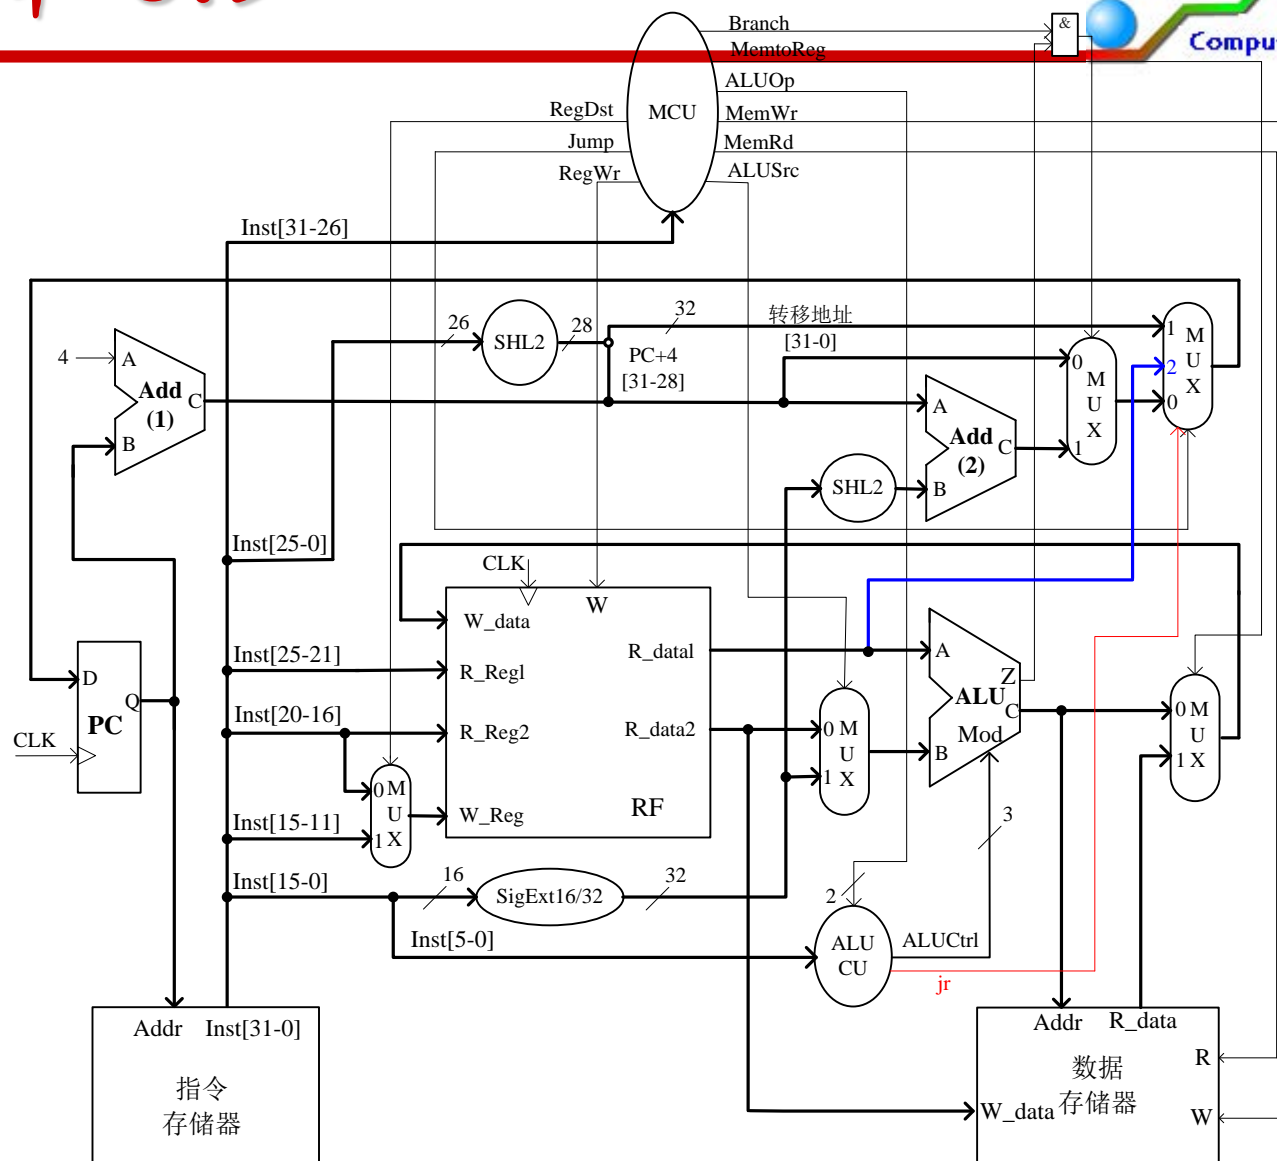 Compu
Branch
&
MemtoReg
ALUOp
RegDst
MCU
MemWr
Jump
MemRd
RegWr
ALUSrc
Inst[31-26]
26
SHL2
28
32
转移地址
[31-0]
PC+4
[31-28]
1
M
U
X
2
0
4
A
Add
(1)
C
B
0
M
U
X
1
A
Add
(2)
C
B
SHL2
Inst[25-0]
CLK
W
W_data
R_data1
Inst[25-21]
R_Reg1
A
Z
ALU
C
Mod
B
D
Q
PC
CLK
Inst[20-16]
R_Reg2
R_data2
0 M
U
1 X
0 M
U
1 X
0 M
U
1 X
W_Reg
RF
Inst[15-11]
3
Inst[15-0]
16
SigExt16/32
32
2
Inst[5-0]
ALU
CU
ALUCtrl
jr
Addr
Inst[31-0]
指令
存储器
Addr
R_data
R
数据
存储器
W_data
W